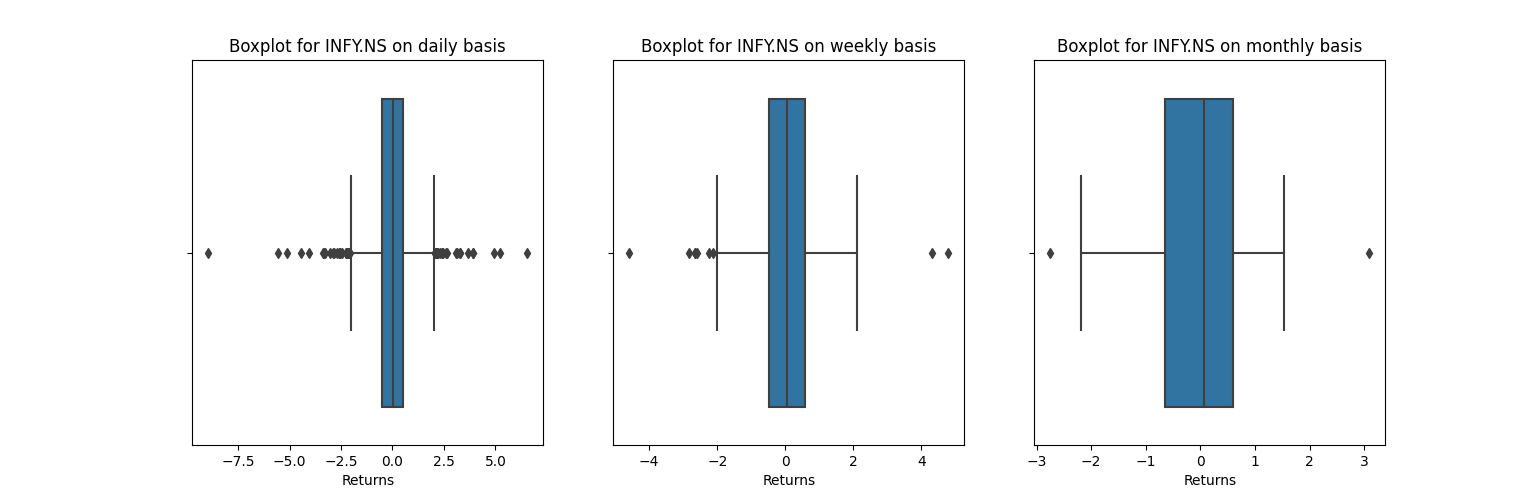 Boxplot for INFY.NS on daily basis
−7.5 −5.0 −2.5 0.0 2.5 5.0
Returns
Boxplot for INFY.NS on weekly basis
−4 −2 0 2 4
Returns
Boxplot for INFY.NS on monthly basis
−3 −2 −1 0 1 2 3
Returns